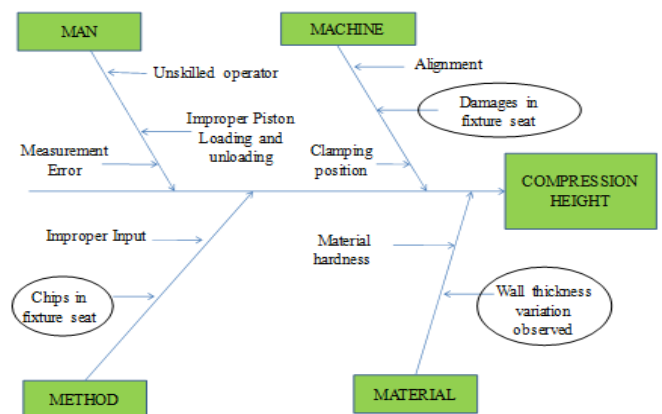 MAN
MACHINE
Unskilled operator
Alignment
Improper Piston
Loading and
unloading
Damages in
fixture seat
Measurement
Error
Clamping
position
COMPRESSION
HEIGHT
Improper Input
Material
hardness
Chips in
fixture seat
Wall thickness
variation
observed
METHOD
MATERIAL